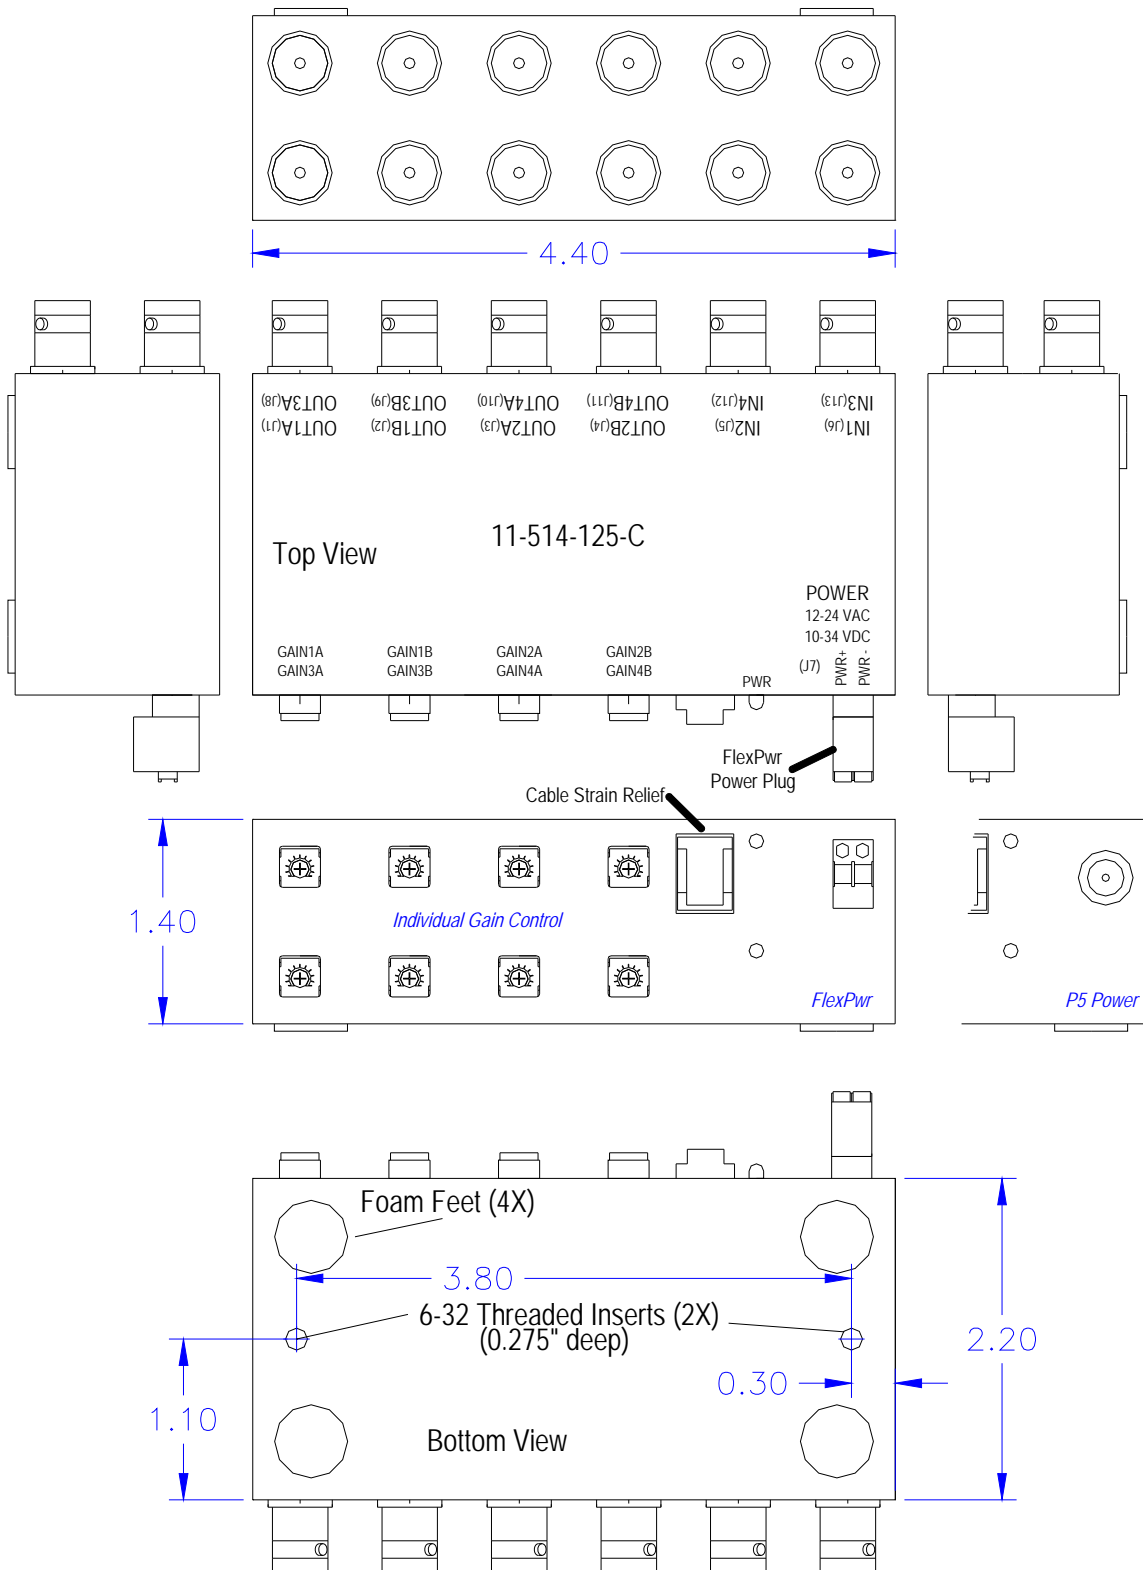 4.40
OUT3A(J8) OUT3B(J9) OUT4A(J10) OUT4B(J11) IN4(J12) IN3(J13)
OUT1A(J1) OUT1B(J2) OUT2A(J3) OUT2B(J4) IN2(J5) IN1(J6)
11-514-125-C
Top View
POWER
12-24 VAC
10-34 VDC
(J7) PWR+ PWR-
GAIN1A GAIN1B GAIN2A GAIN2B
GAIN3A GAIN3B GAIN4A GAIN4B
PWR
FlexPwr
Power Plug
Cable Strain Relief
1.40
Individual Gain Control
FlexPwr
P5 Power
Foam Feet (4X)
3.80
6-32 Threaded Inserts (2X)
(0.275" deep)
2.20
0.30
1.10
Bottom View